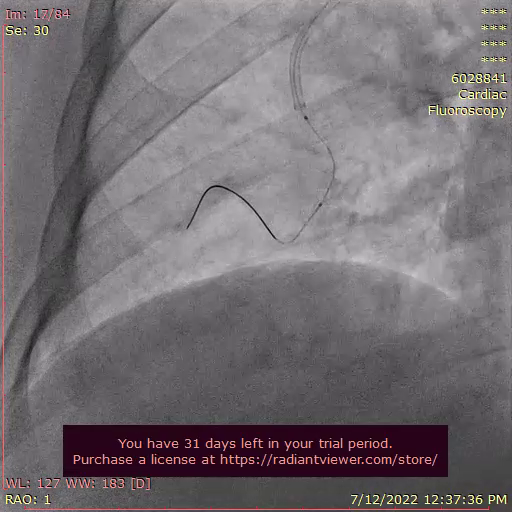 Im: 17/84
Se: 30
***
***
***
***
6028841
Cardiac
Fluoroscopy
You have 31 days left in your trial period.
Purchase a license at https://radiantviewer.com/store/
WL: 127 WW: 183 [D]
RAO: 1
7/12/2022 12:37:36 PM